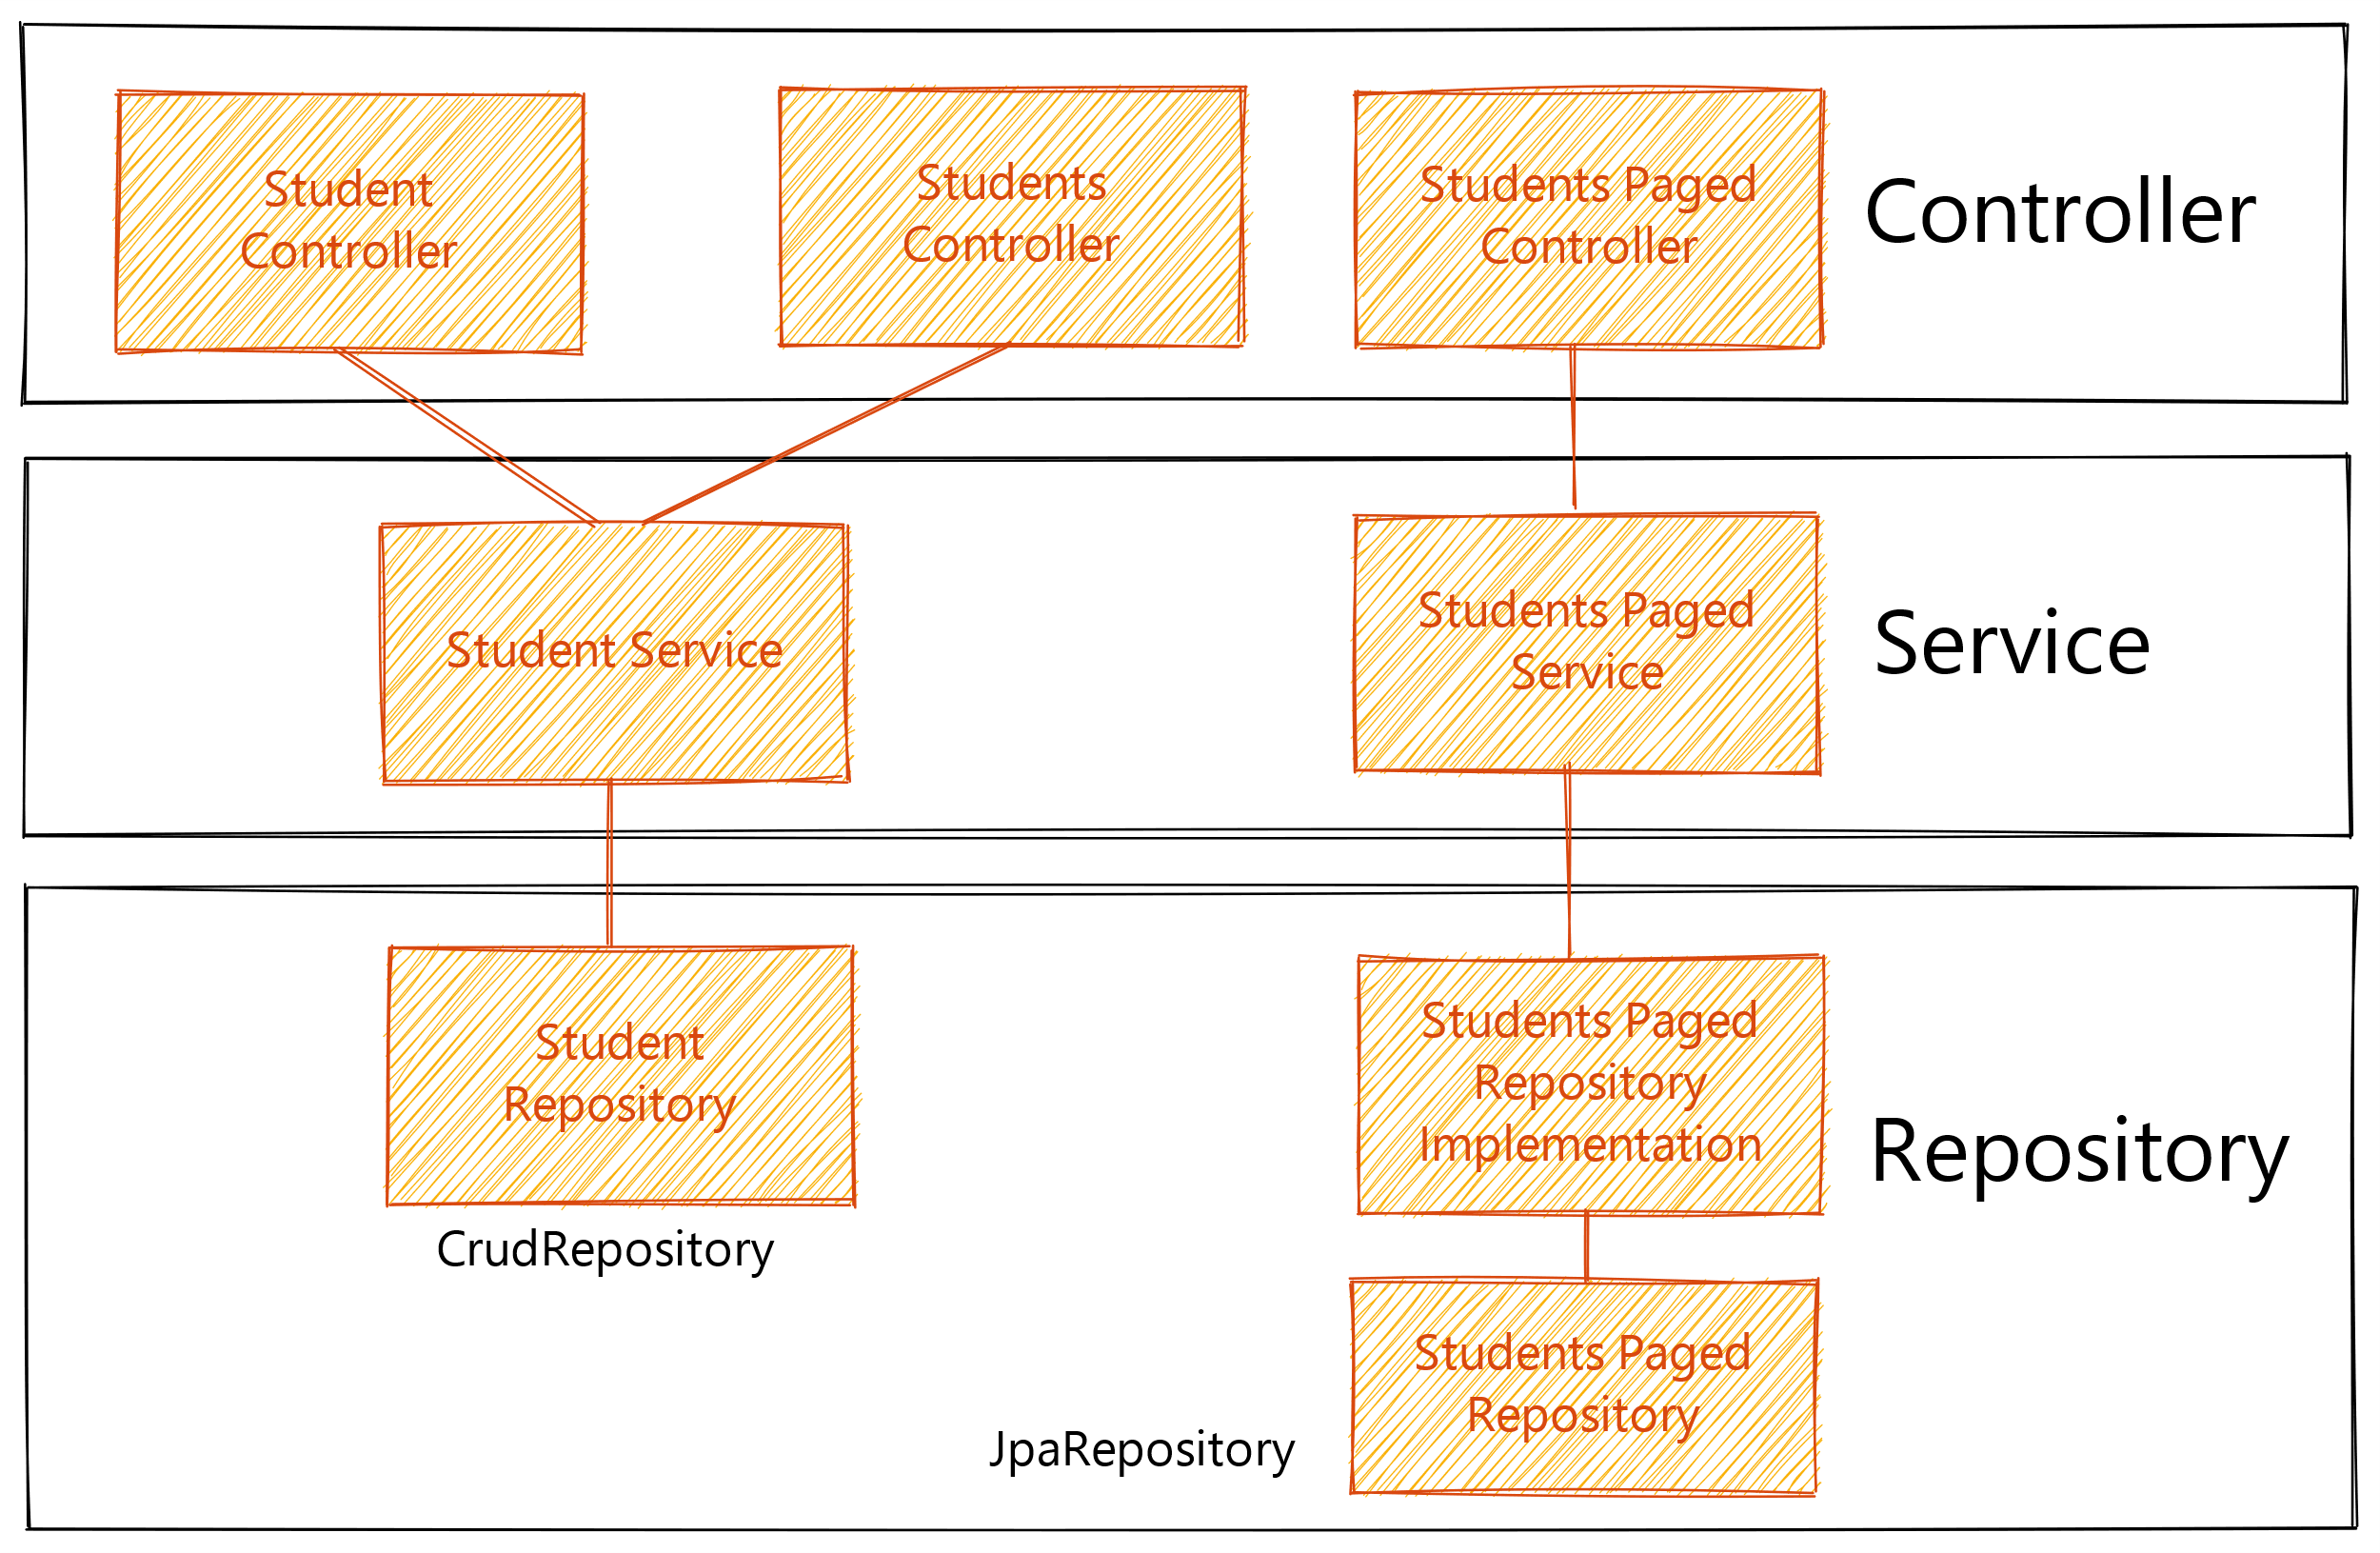 Student
Controller
Students
Controller
Students Paged
Controller
Controller
Student Service
Students Paged
Service
Service
Student
Repository
CrudRepository
Students Paged
Repository
Implementation
Repository
Students Paged
Repository
JpaRepository